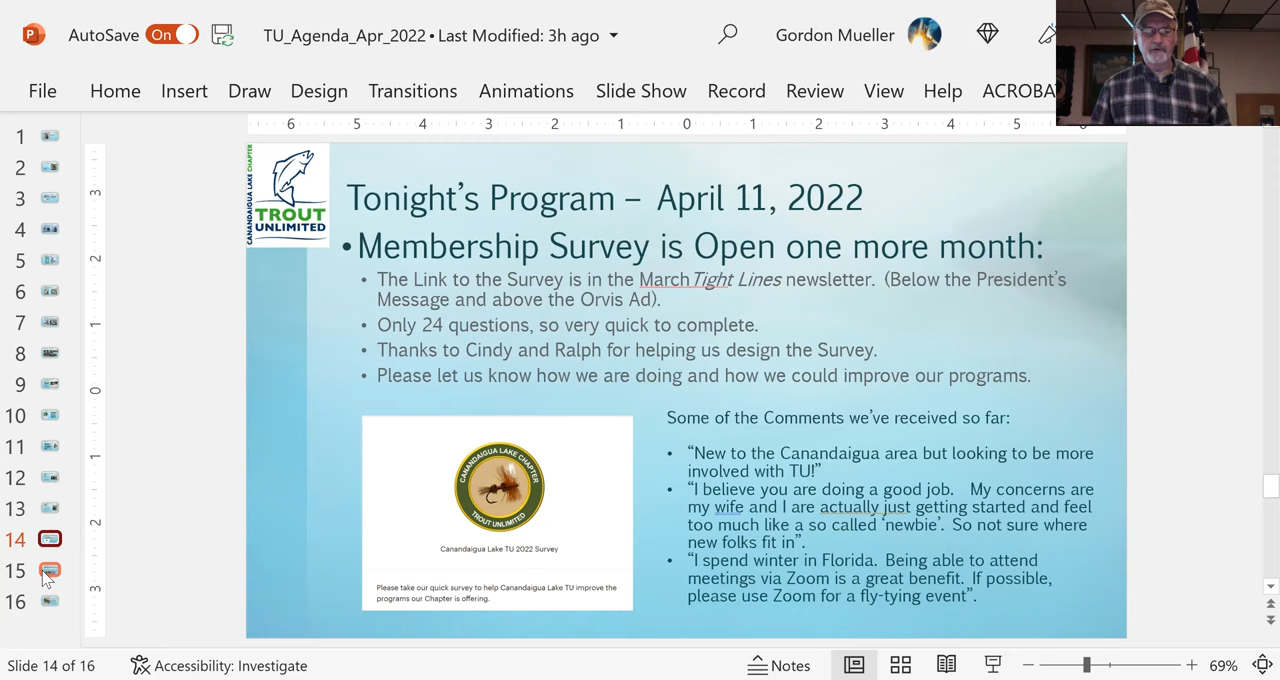 AutoSave On TU_Agenda_Apr_2022 • Last Modified: 3h ago Gordon Mueller
File Home Insert Draw Design Transitions Animations Slide Show Record Review View Help ACROBA
6 5 4 3 2 1 0 1 2 3 4 5 6
1
2
3
4
5
6
7
8
9
10
11
12
13
14
15
16
3
2
1
0
1
2
3
CANANDAIGUA LAKE CHAPTER
TROUT
UNLIMITED
Tonight's Program – April 11, 2022
• Membership Survey is Open one more month:
• The Link to the Survey is in the March Tight Lines newsletter. (Below the President's
Message and above the Orvis Ad).
• Only 24 questions, so very quick to complete.
• Thanks to Cindy and Ralph for helping us design the Survey.
• Please let us know how we are doing and how we could improve our programs.
CANANDAIGUA LAKE CHAPTER
TROUT UNLIMITED
Canandaigua Lake TU 2022 Survey
Please take our quick survey to help Canandaigua Lake TU improve the
programs our Chapter is offering.
Some of the Comments we've received so far:
• “New to the Canandaigua area but looking to be more
involved with TU!”
• “I believe you are doing a good job. My concerns are
my wife and I are actually just getting started and feel
too much like a so called ‘newbie’. So not sure where
new folks fit in”.
• “I spend winter in Florida. Being able to attend
meetings via Zoom is a great benefit. If possible,
please use Zoom for a fly-tying event”.
Slide 14 of 16 Accessibility: Investigate Notes 69%